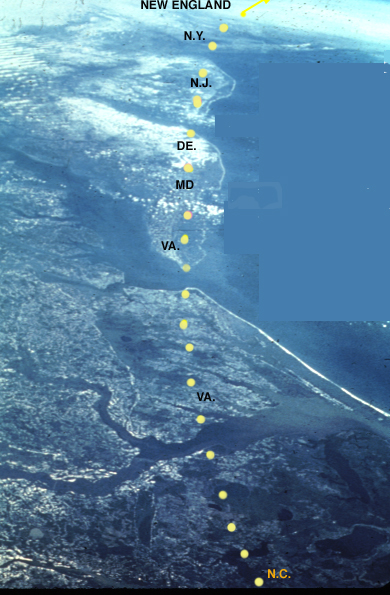 NEW ENGLAND
N.Y.
N.J.
DE.
MD
VA.
VA.
N.C.